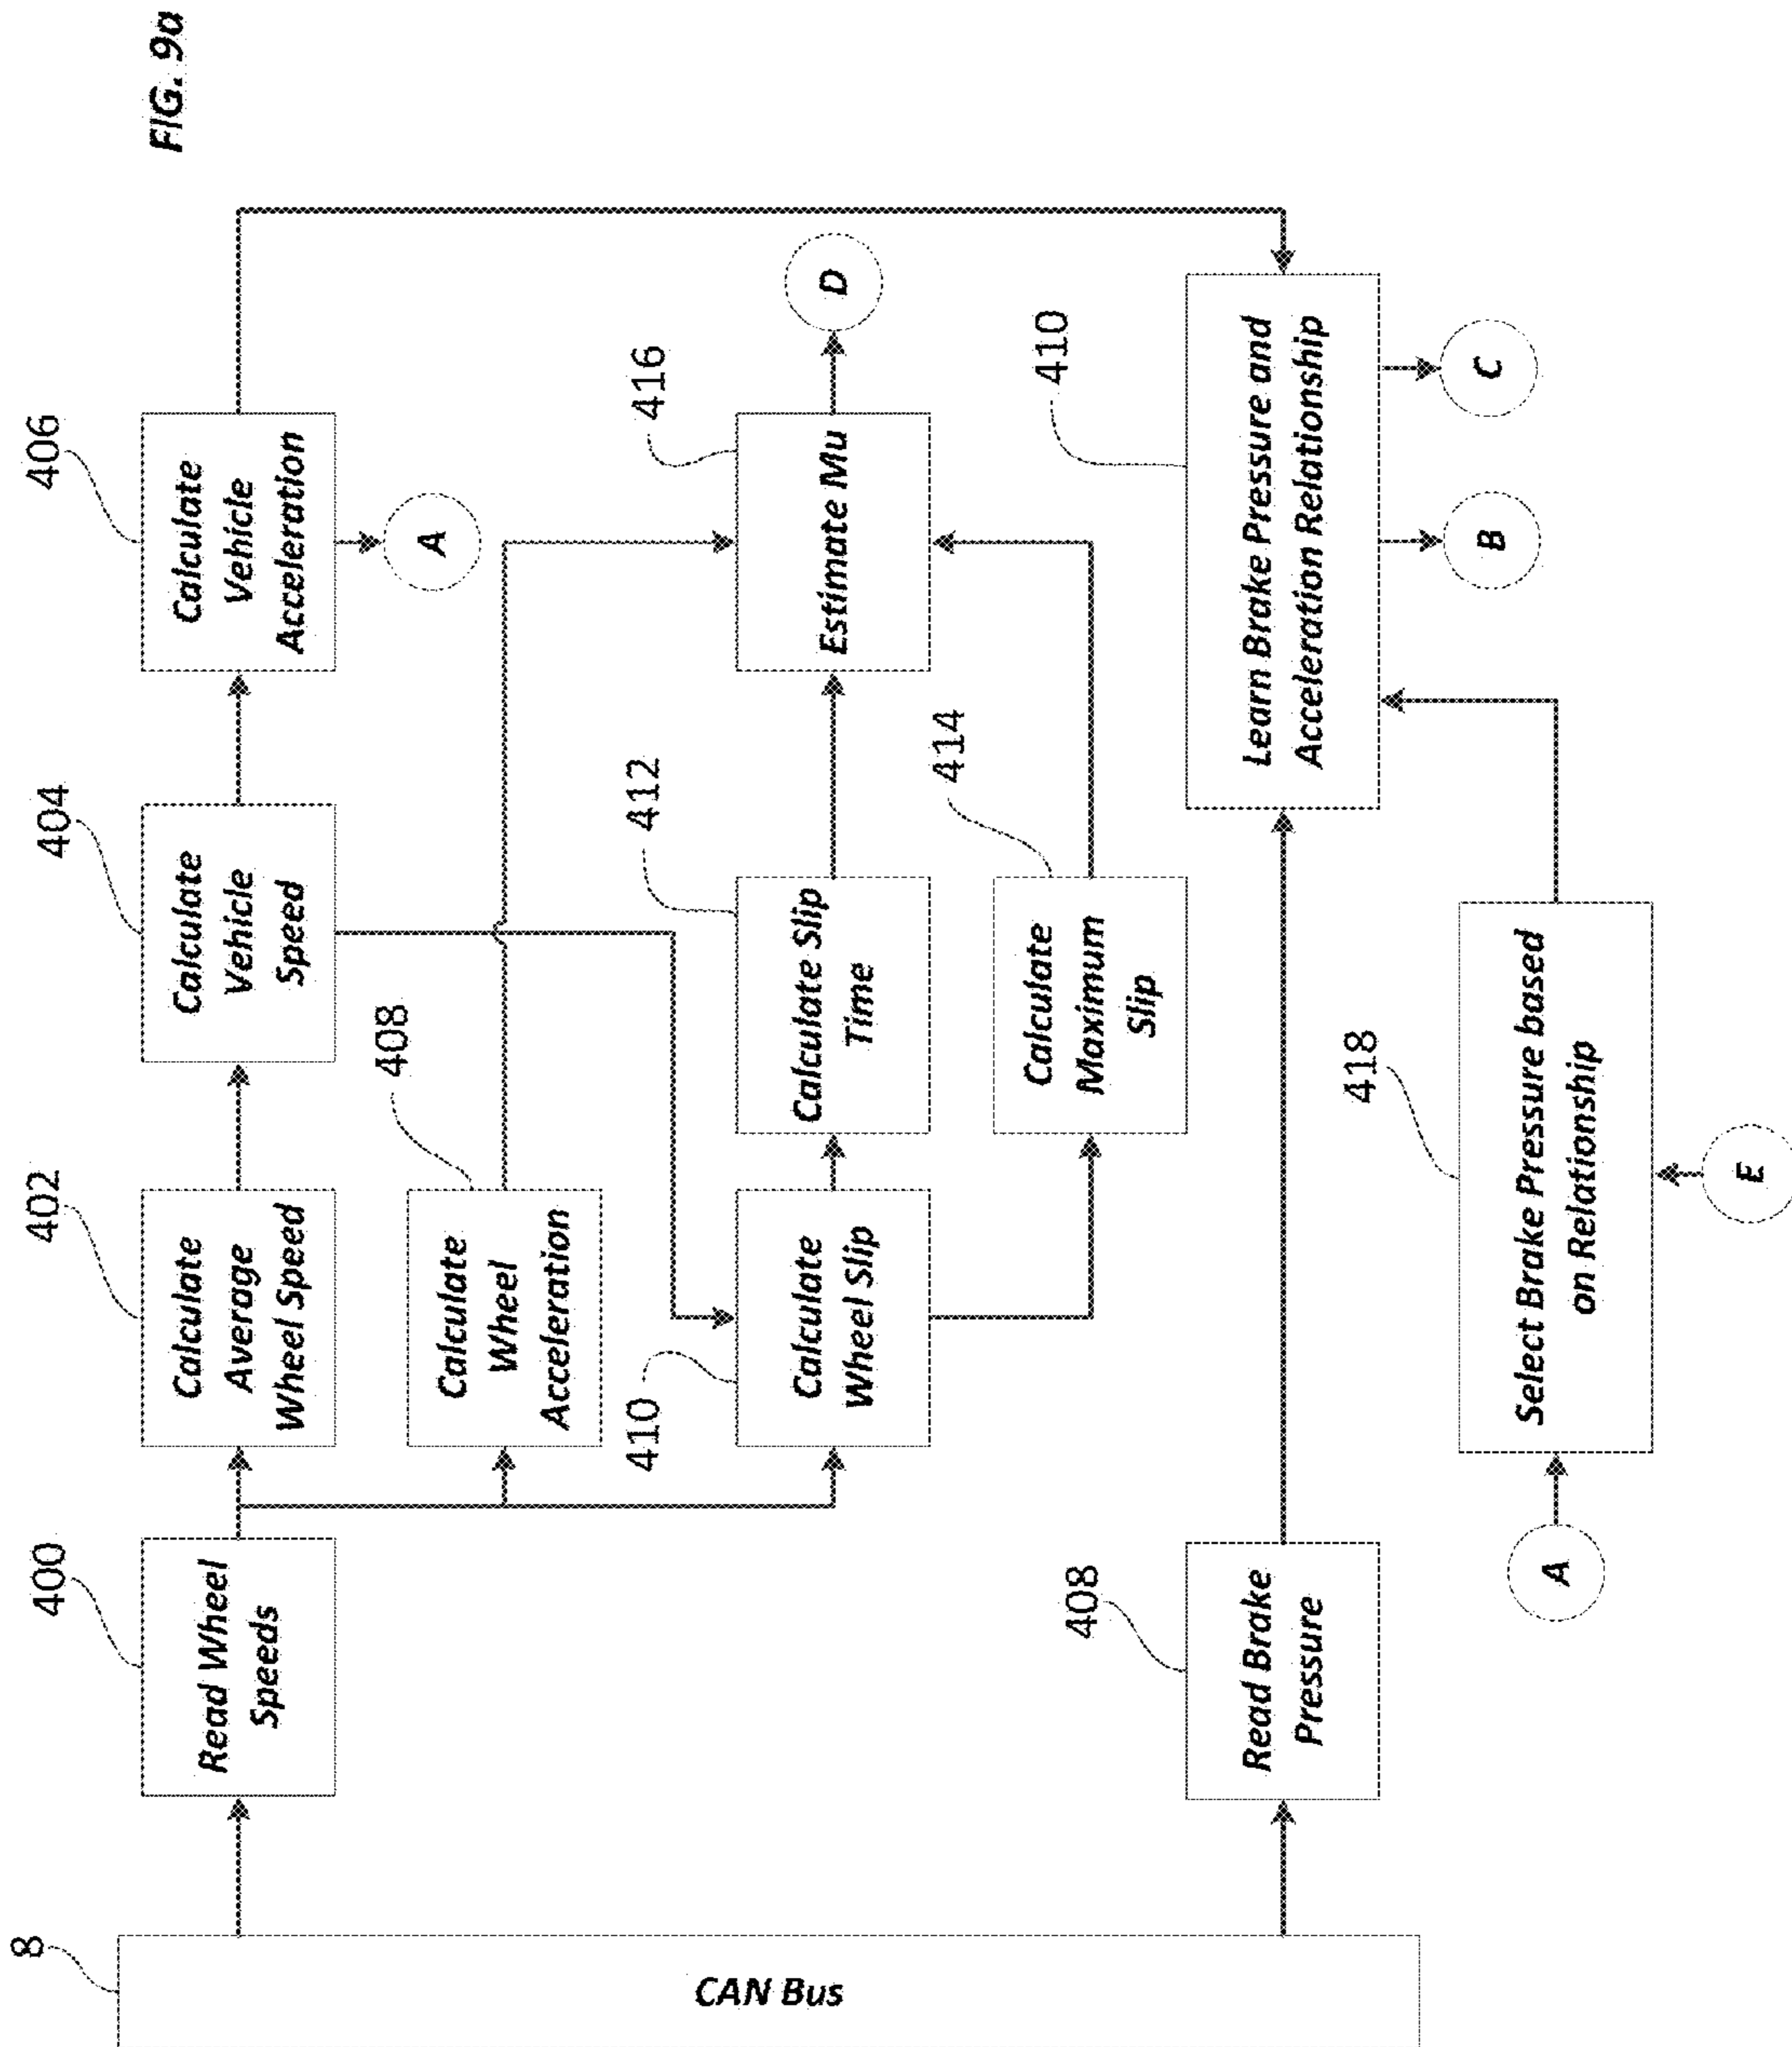 FIG. 9a
8
CAN Bus
400
Read Wheel
Speeds
402
Calculate
Average
Wheel Speed
404
Calculate
Vehicle
Speed
406
Calculate
Vehicle
Acceleration
A
408
Calculate
Wheel
Acceleration
410
Calculate
Wheel Slip
412
Calculate Slip
Time
414
Calculate
Maximum
Slip
416
Estimate Mu
D
408
Read Brake
Pressure
410
Learn Brake Pressure and
Acceleration Relationship
B
C
A
418
Select Brake Pressure based
on Relationship
E